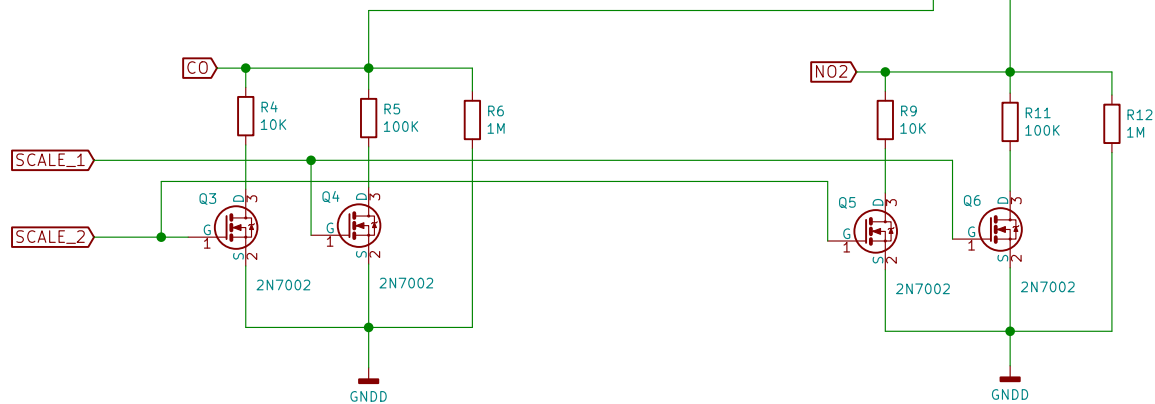 CO
NO2
R4
10K
R5
100K
R6
1M
R9
10K
R11
100K
R12
1M
SCALE_1
SCALE_2
Q3
D
3
G
1
S
2
2N7002
Q4
D
3
G
1
S
2
2N7002
Q5
D
3
G
1
S
2
2N7002
Q6
D
3
G
1
S
2
2N7002
GNDD
GNDD